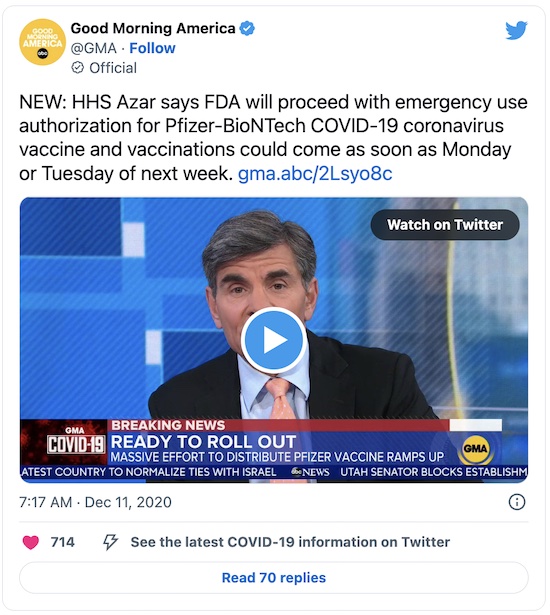 GOOD
MORNING
AMERICA
abc
Good Morning America
@GMA · Follow
Official
NEW: HHS Azar says FDA will proceed with emergency use
authorization for Pfizer-BioNTech COVID-19 coronavirus
vaccine and vaccinations could come as soon as Monday
or Tuesday of next week. gma.abc/2Lsyo8c
Watch on Twitter
GMA
COVID-19
BREAKING NEWS
READY TO ROLL OUT
MASSIVE EFFORT TO DISTRIBUTE PFIZER VACCINE RAMPS UP
GMA
ATEST COUNTRY TO NORMALIZE TIES WITH ISRAEL abc NEWS UTAH SENATOR BLOCKS ESTABLISHM
7:17 AM · Dec 11, 2020
714 See the latest COVID-19 information on Twitter
Read 70 replies